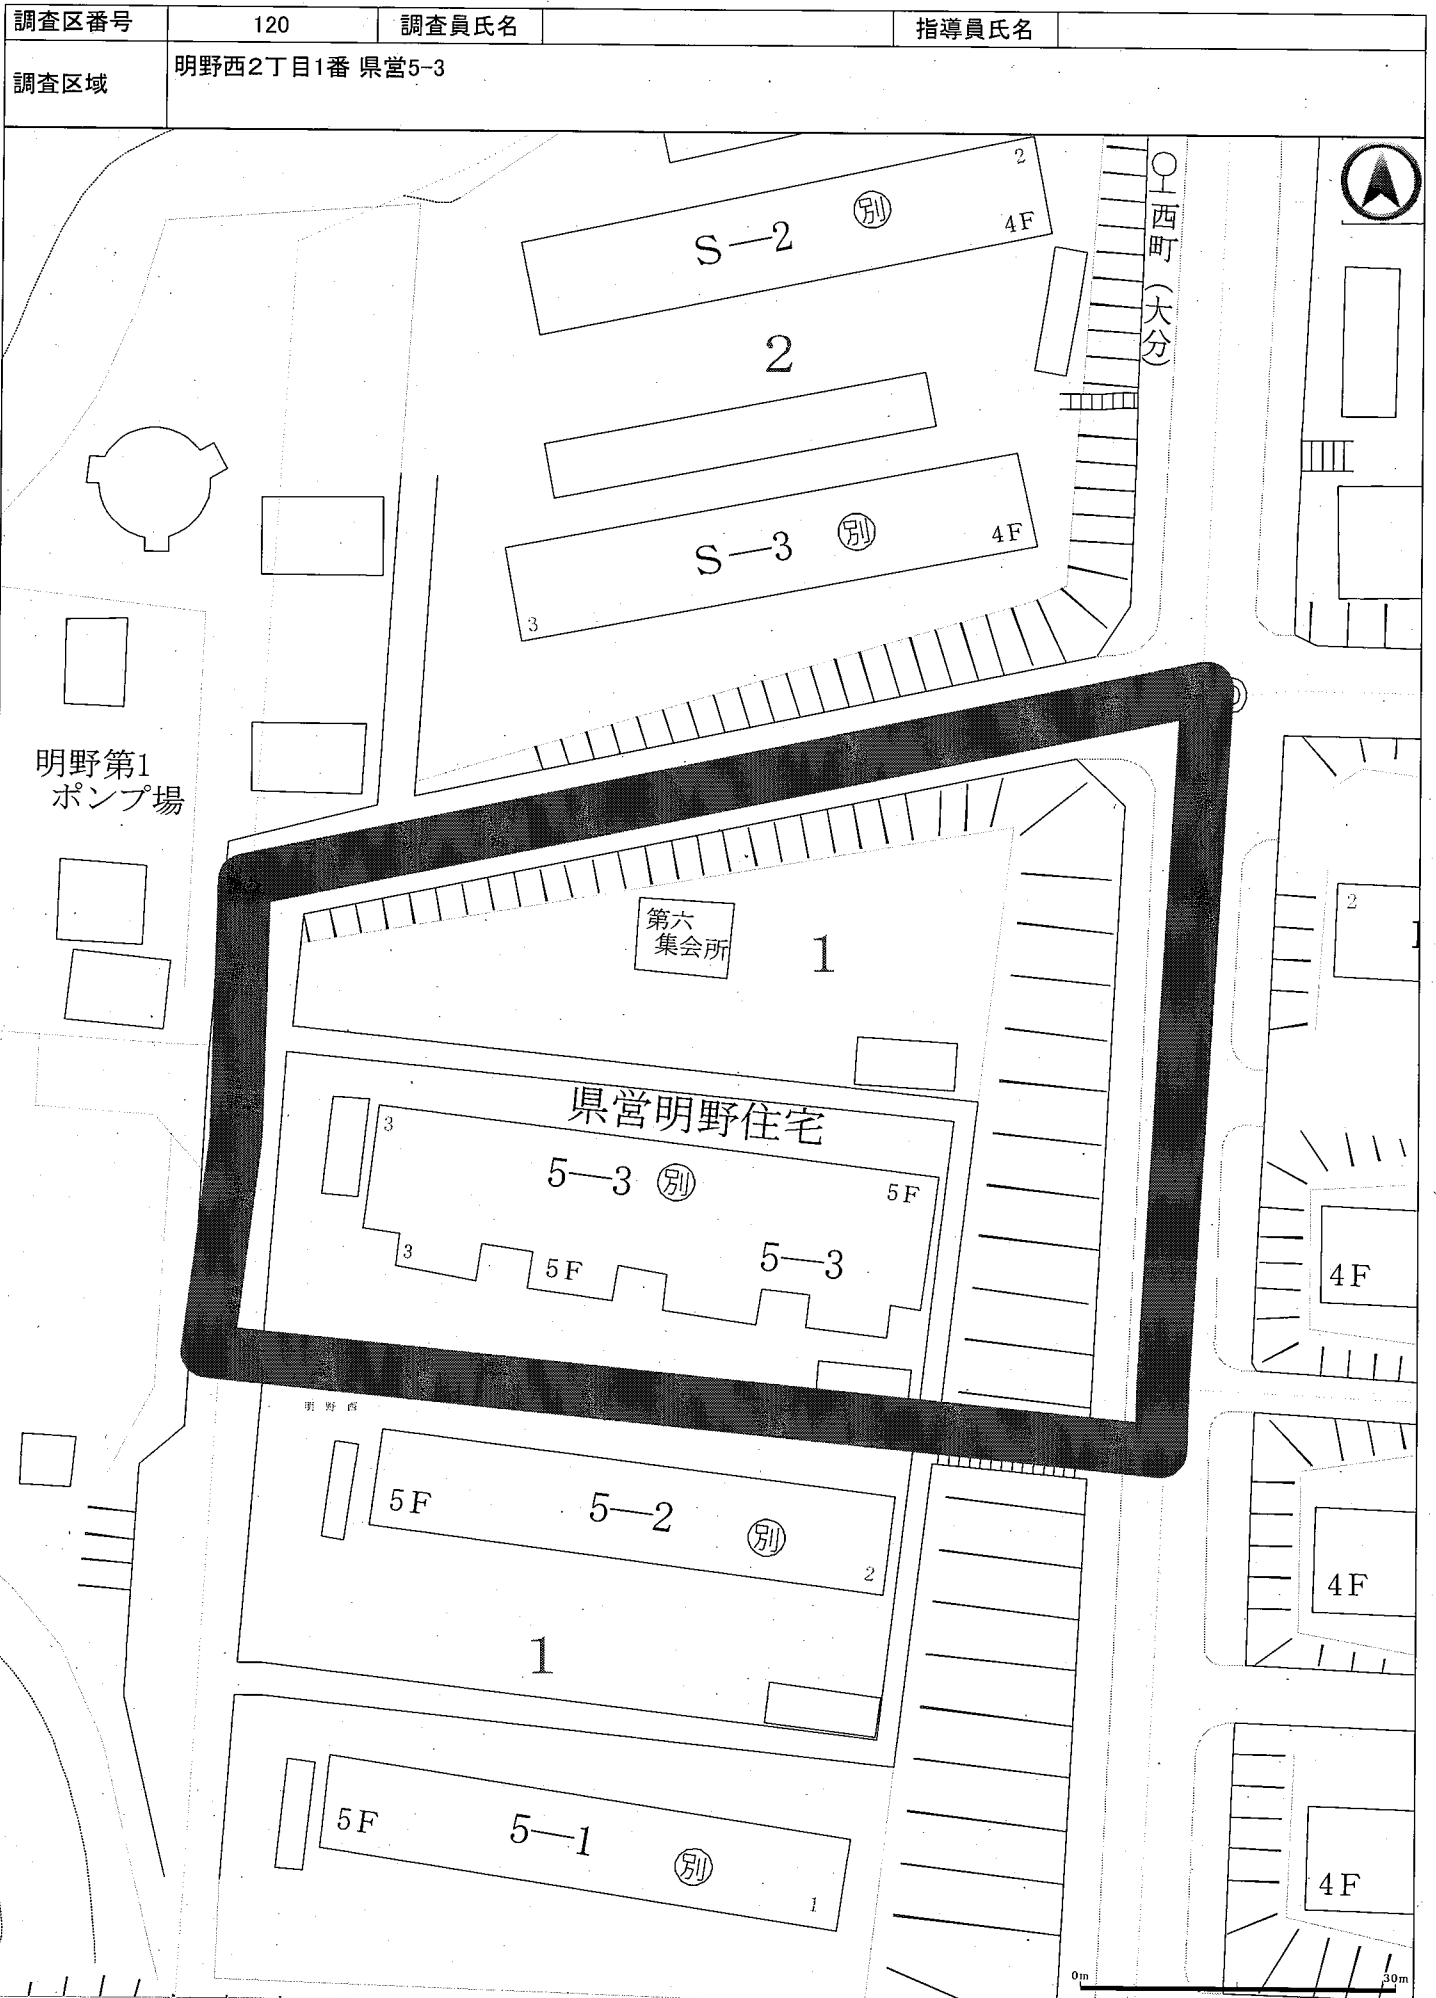 調査区番号 120 調査員氏名 指導員氏名
調査区域 明野西2丁目1番 県営5-3
2
S-2 別 4F
西町(大分)
2
S-3 別 4F
3
明野第1
ポンプ場
第六
集会所
1
2
県営明野住宅
3
5-3 別 5F
3 5F 5-3
4F
明野西
5F 5-2 別
2
4F
1
5F 5-1 別
1
4F
0m 30m